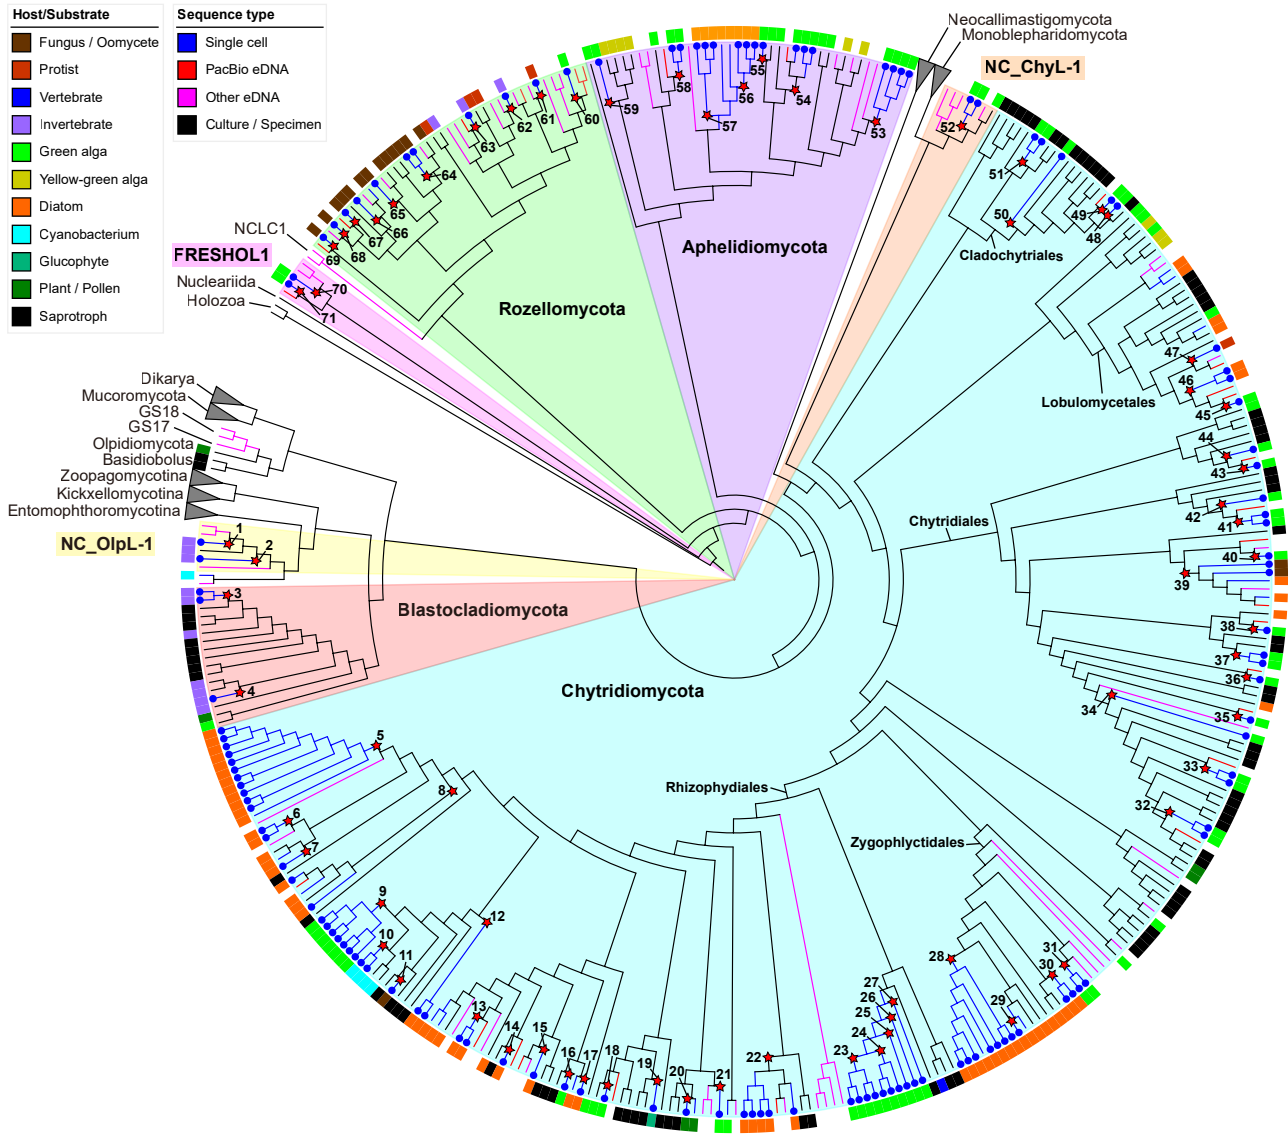 Host/Substrate
Fungus / Oomycete
Protist
Vertebrate
Invertebrate
Green alga
Yellow-green alga
Diatom
Cyanobacterium
Glucophyte
Plant / Pollen
Saprotroph
Sequence type
Single cell
PacBio eDNA
Other eDNA
Culture / Specimen
Neocallimastigomycota
Monoblepharidomycota
NC_ChyL-1
NCLC1
FRESHOL1
Nucleariida
Holozoa
Rozellomycota
Aphelidiomycota
Cladochytriales
Lobulomycetales
Chytridiales
Dikarya
Mucoromycota
GS18
GS17
Olpidiomycota
Basidiobolus
Zoopagomycotina
Kickxellomycotina
Entomophthoromycotina
NC_OlpL-1
Blastocladiomycota
Chytridiomycota
Rhizophydiales
Zygophlyctidales
1
2
3
4
5
6
7
8
9
10
11
12
13
14
15
16
17
18
19
20
21
22
23
24
25
26
27
28
29
30
31
32
33
34
35
36
37
38
39
40
41
42
43
44
45
46
47
48
49
50
51
52
53
54
55
56
57
58
59
60
61
62
63
64
65
66
67
68
69
70
71